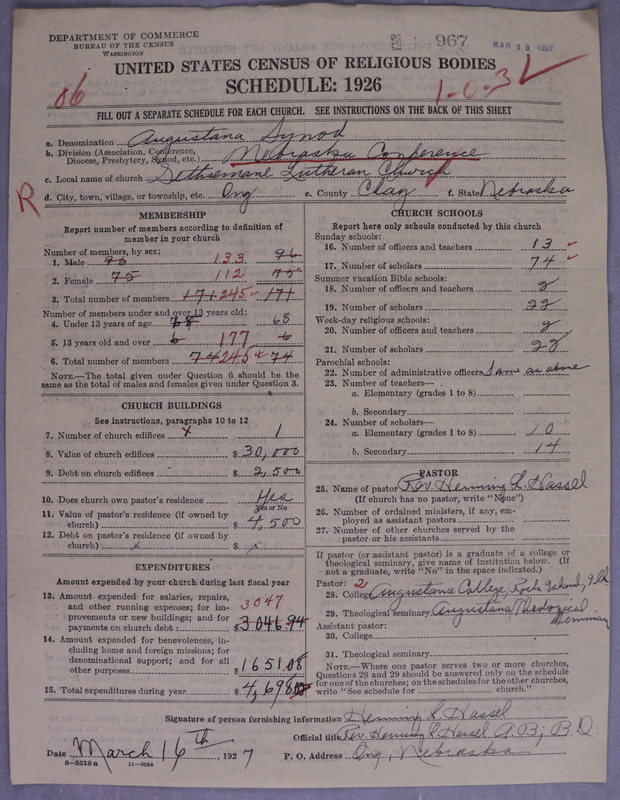 DEPARTMENT OF COMMERCE
BUREAU OF THE CENSUS
WASHINGTON
967
MAR 18 1927
UNITED STATES CENSUS OF RELIGIOUS BODIES
SCHEDULE: 1926
06
1-0-3
FILL OUT A SEPARATE SCHEDULE FOR EACH CHURCH. SEE INSTRUCTIONS ON THE BACK OF THIS SHEET
a. Denomination Augustana Synod
b. Division (Association, Conference, Diocese, Presbytery, Synod, etc.) Nebraska Conference
c. Local name of church Gethsemane Lutheran Church
R
d. City, town, village, or township, etc. Ong e. County Clay f. State Nebraska
MEMBERSHIP
Report number of members according to definition of
member in your church
Number of members, by sex:
1. Male 96 133 96
2. Female 75 112 75
3. Total number of members 171 245 171
Number of members under and over 13 years old:
4. Under 13 years of age 68 68
5. 13 years old and over 6 177 6
6. Total number of members 74 245 74
NOTE.—The total given under Question 6 should be the
same as the total of males and females given under Question 3.
CHURCH BUILDINGS
See instructions, paragraphs 10 to 12
7. Number of church edifices x 1
8. Value of church edifices $ 30,000
9. Debt on church edifices $ 2,500
10. Does church own pastor's residence Yes
Yes or No
11. Value of pastor's residence (if owned by
church) $ 4,500
12. Debt on pastor's residence (if owned by
church) x $ x
EXPENDITURES
Amount expended by your church during last fiscal year
13. Amount expended for salaries, repairs,
and other running expenses; for im-
provements or new buildings; and for
payments on church debt: 3047 $3046.94
14. Amount expended for benevolences, in-
cluding home and foreign missions; for
denominational support; and for all
other purposes $1651.08
15. Total expenditures during year $4,698
CHURCH SCHOOLS
Report here only schools conducted by this church
Sunday schools:
16. Number of officers and teachers 13
17. Number of scholars 74
Summer vacation Bible schools:
18. Number of officers and teachers 2
19. Number of scholars 22
Week-day religious schools:
20. Number of officers and teachers 2
21. Number of scholars 22
Parochial schools:
22. Number of administrative officers Same as above
23. Number of teachers—
a. Elementary (grades 1 to 8)
b. Secondary
24. Number of scholars—
a. Elementary (grades 1 to 8) 10
b. Secondary 14
PASTOR
25. Name of pastor Rev. Henning S. Hassel
(If church has no pastor, write "None")
26. Number of ordained ministers, if any, em-
ployed as assistant pastors
27. Number of other churches served by the
pastor or his assistants
If pastor (or assistant pastor) is a graduate of a college or
theological seminary, give name of institution below. (If
not a graduate, write "No" in the space indicated.)
Pastor: 2
28. College Augustana College, Rock Island, Ill.
29. Theological seminary Augustana Theological Seminary
Assistant pastor:
30. College
31. Theological seminary
NOTE.—Where one pastor serves two or more churches,
Questions 28 and 29 should be answered only on the schedule
for one of the churches; on the schedules for the other churches,
write "See schedule for church."
Signature of person furnishing information Henning S. Hassel
Official title Rev. Henning S. Hassel A.B., B.D.
Date March 16th, 1927 P. O. Address Ong, Nebraska
8—5518 a 11—9054